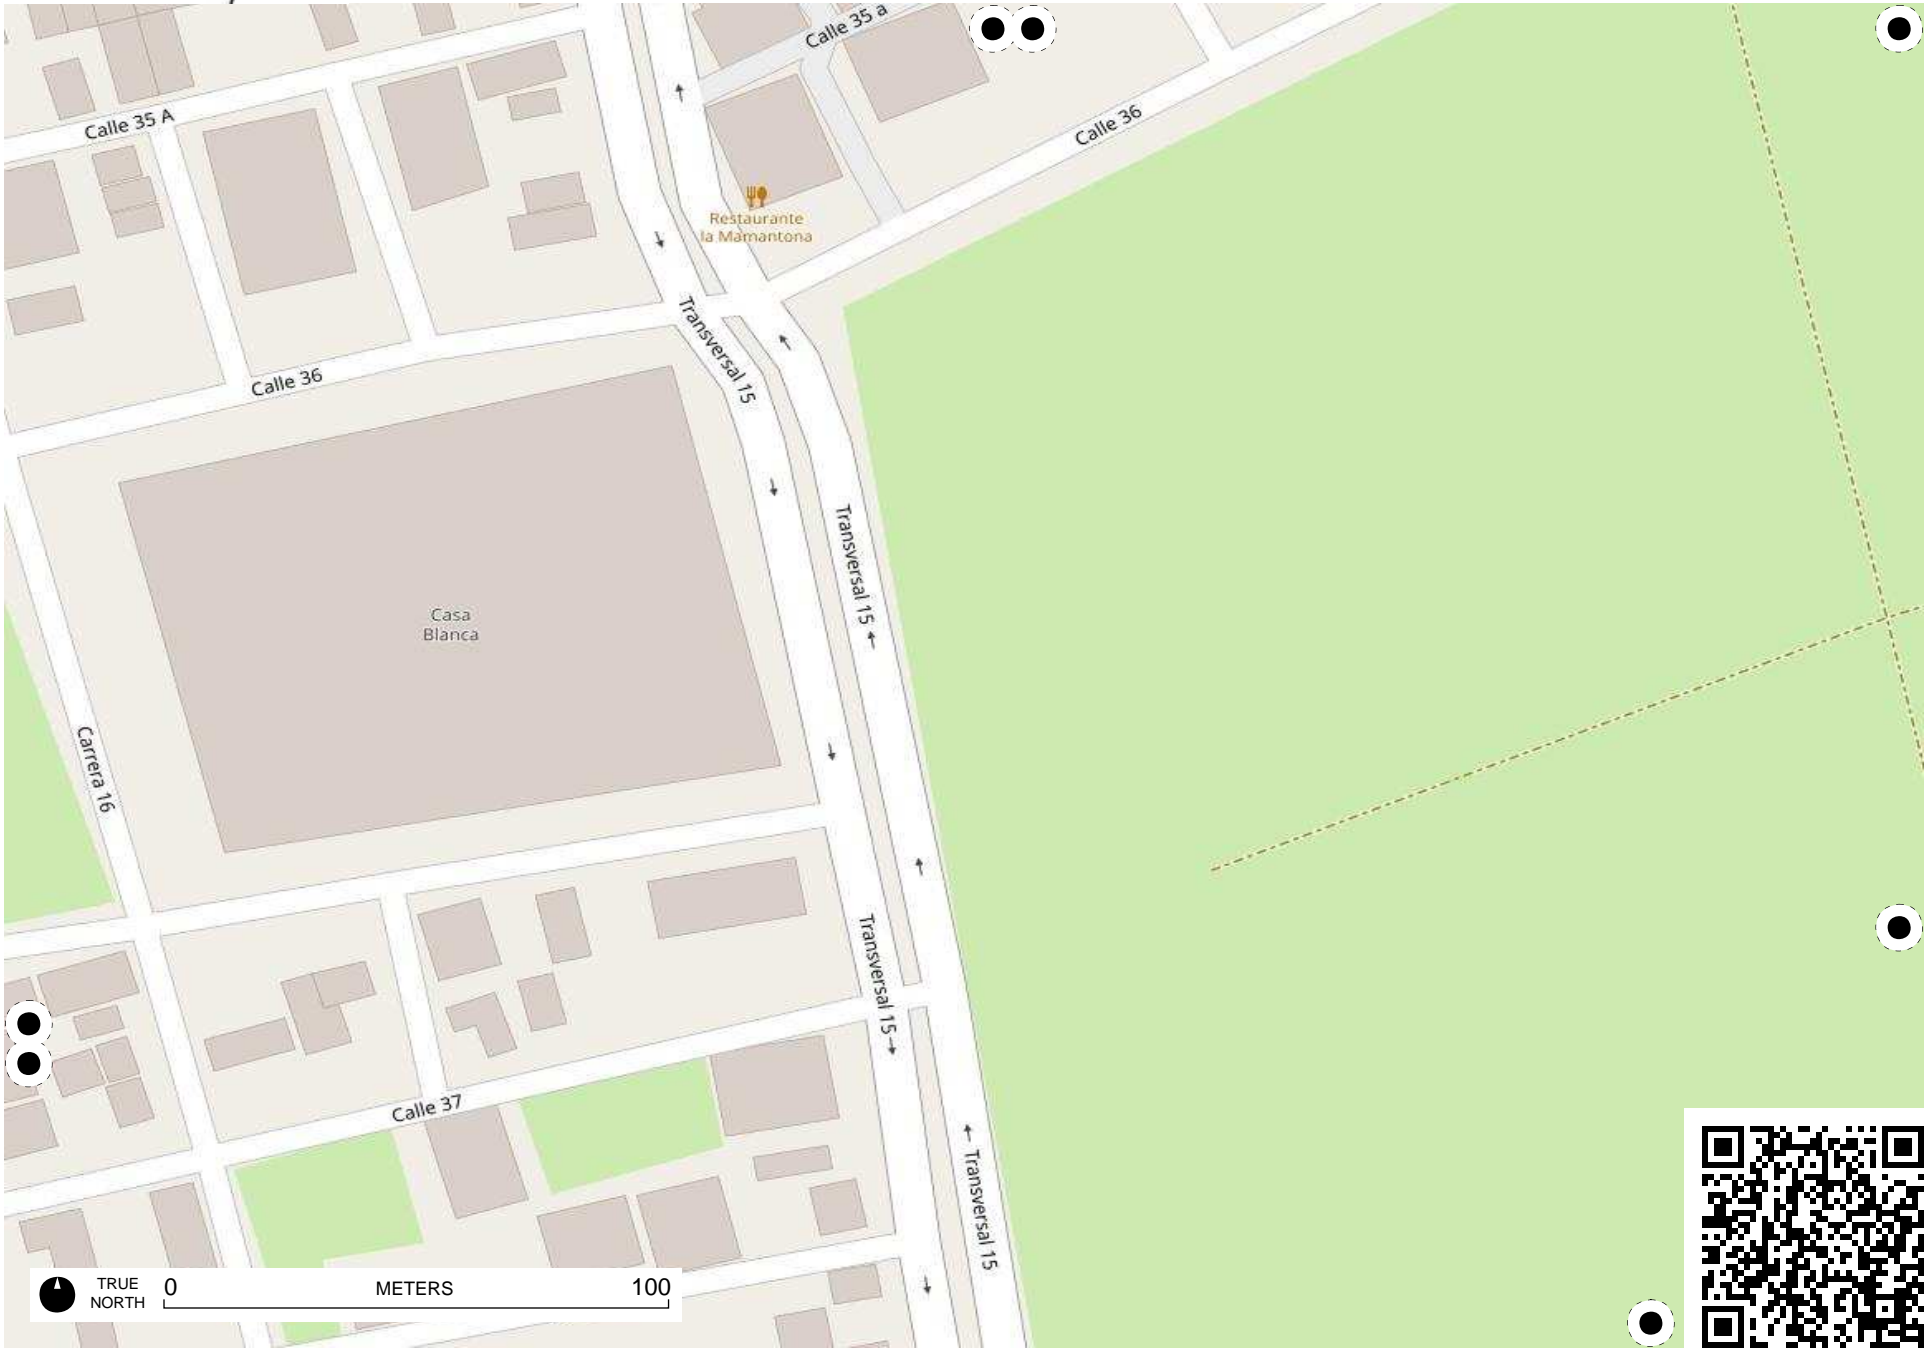 Calle 35 a
Calle 35 A
Calle 36
Restaurante
la Mamantona
Transversal 15
Calle 36
Transversal 15
Casa
Blanca
Carrera 16
Transversal 15
Calle 37
Transversal 15
TRUE
NORTH
0
METERS
100